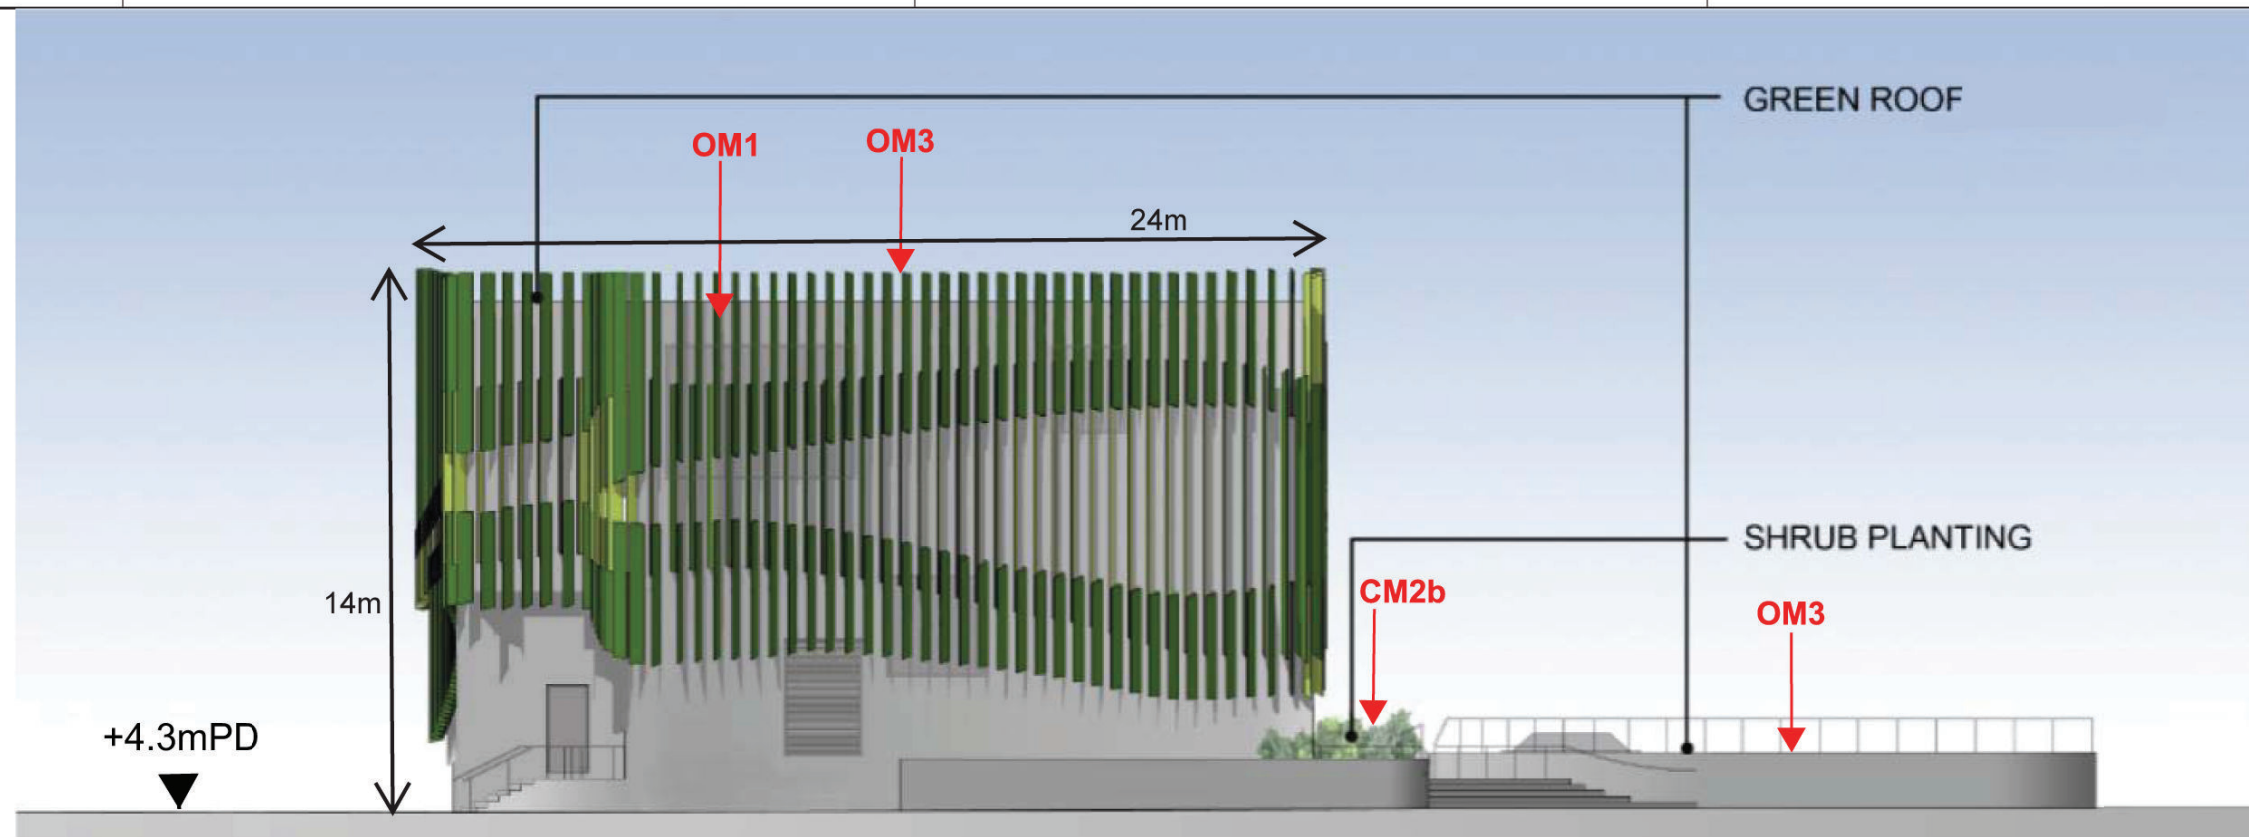 GREEN ROOF
OM1
OM3
24m
SHRUB PLANTING
CM2b
14m
OM3
+4.3mPD